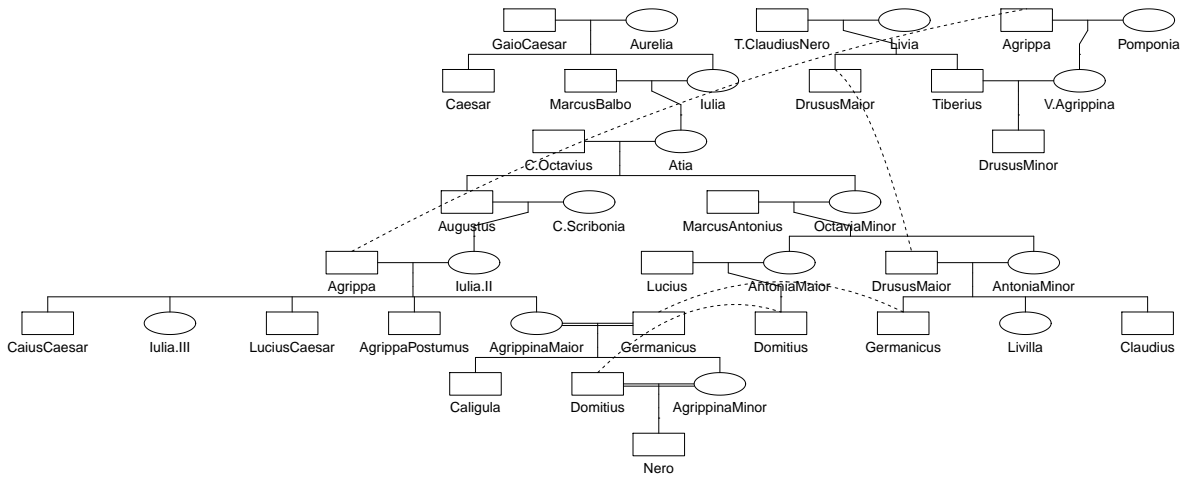 GaioCaesar Aurelia T.ClaudiusNero Livia Agrippa Pomponia
Caesar MarcusBalbo Iulia DrususMaior Tiberius V.Agrippina
C.Octavius Atia DrususMinor
Augustus C.Scribonia MarcusAntonius OctaviaMinor
Agrippa Iulia.II Lucius AntoniaMaior DrususMaior AntoniaMinor
CaiusCaesar Iulia.III LuciusCaesar AgrippaPostumus AgrippinaMaior Germanicus Domitius Germanicus Livilla Claudius
Caligula Domitius AgrippinaMinor
Nero